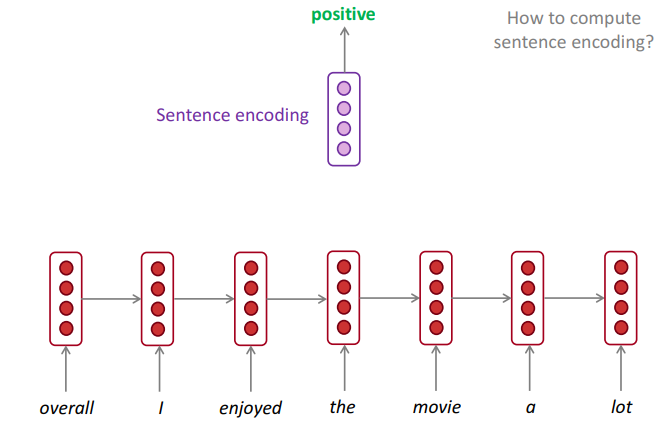 positive
How to compute
sentence encoding?
Sentence encoding
overall I enjoyed the movie a lot